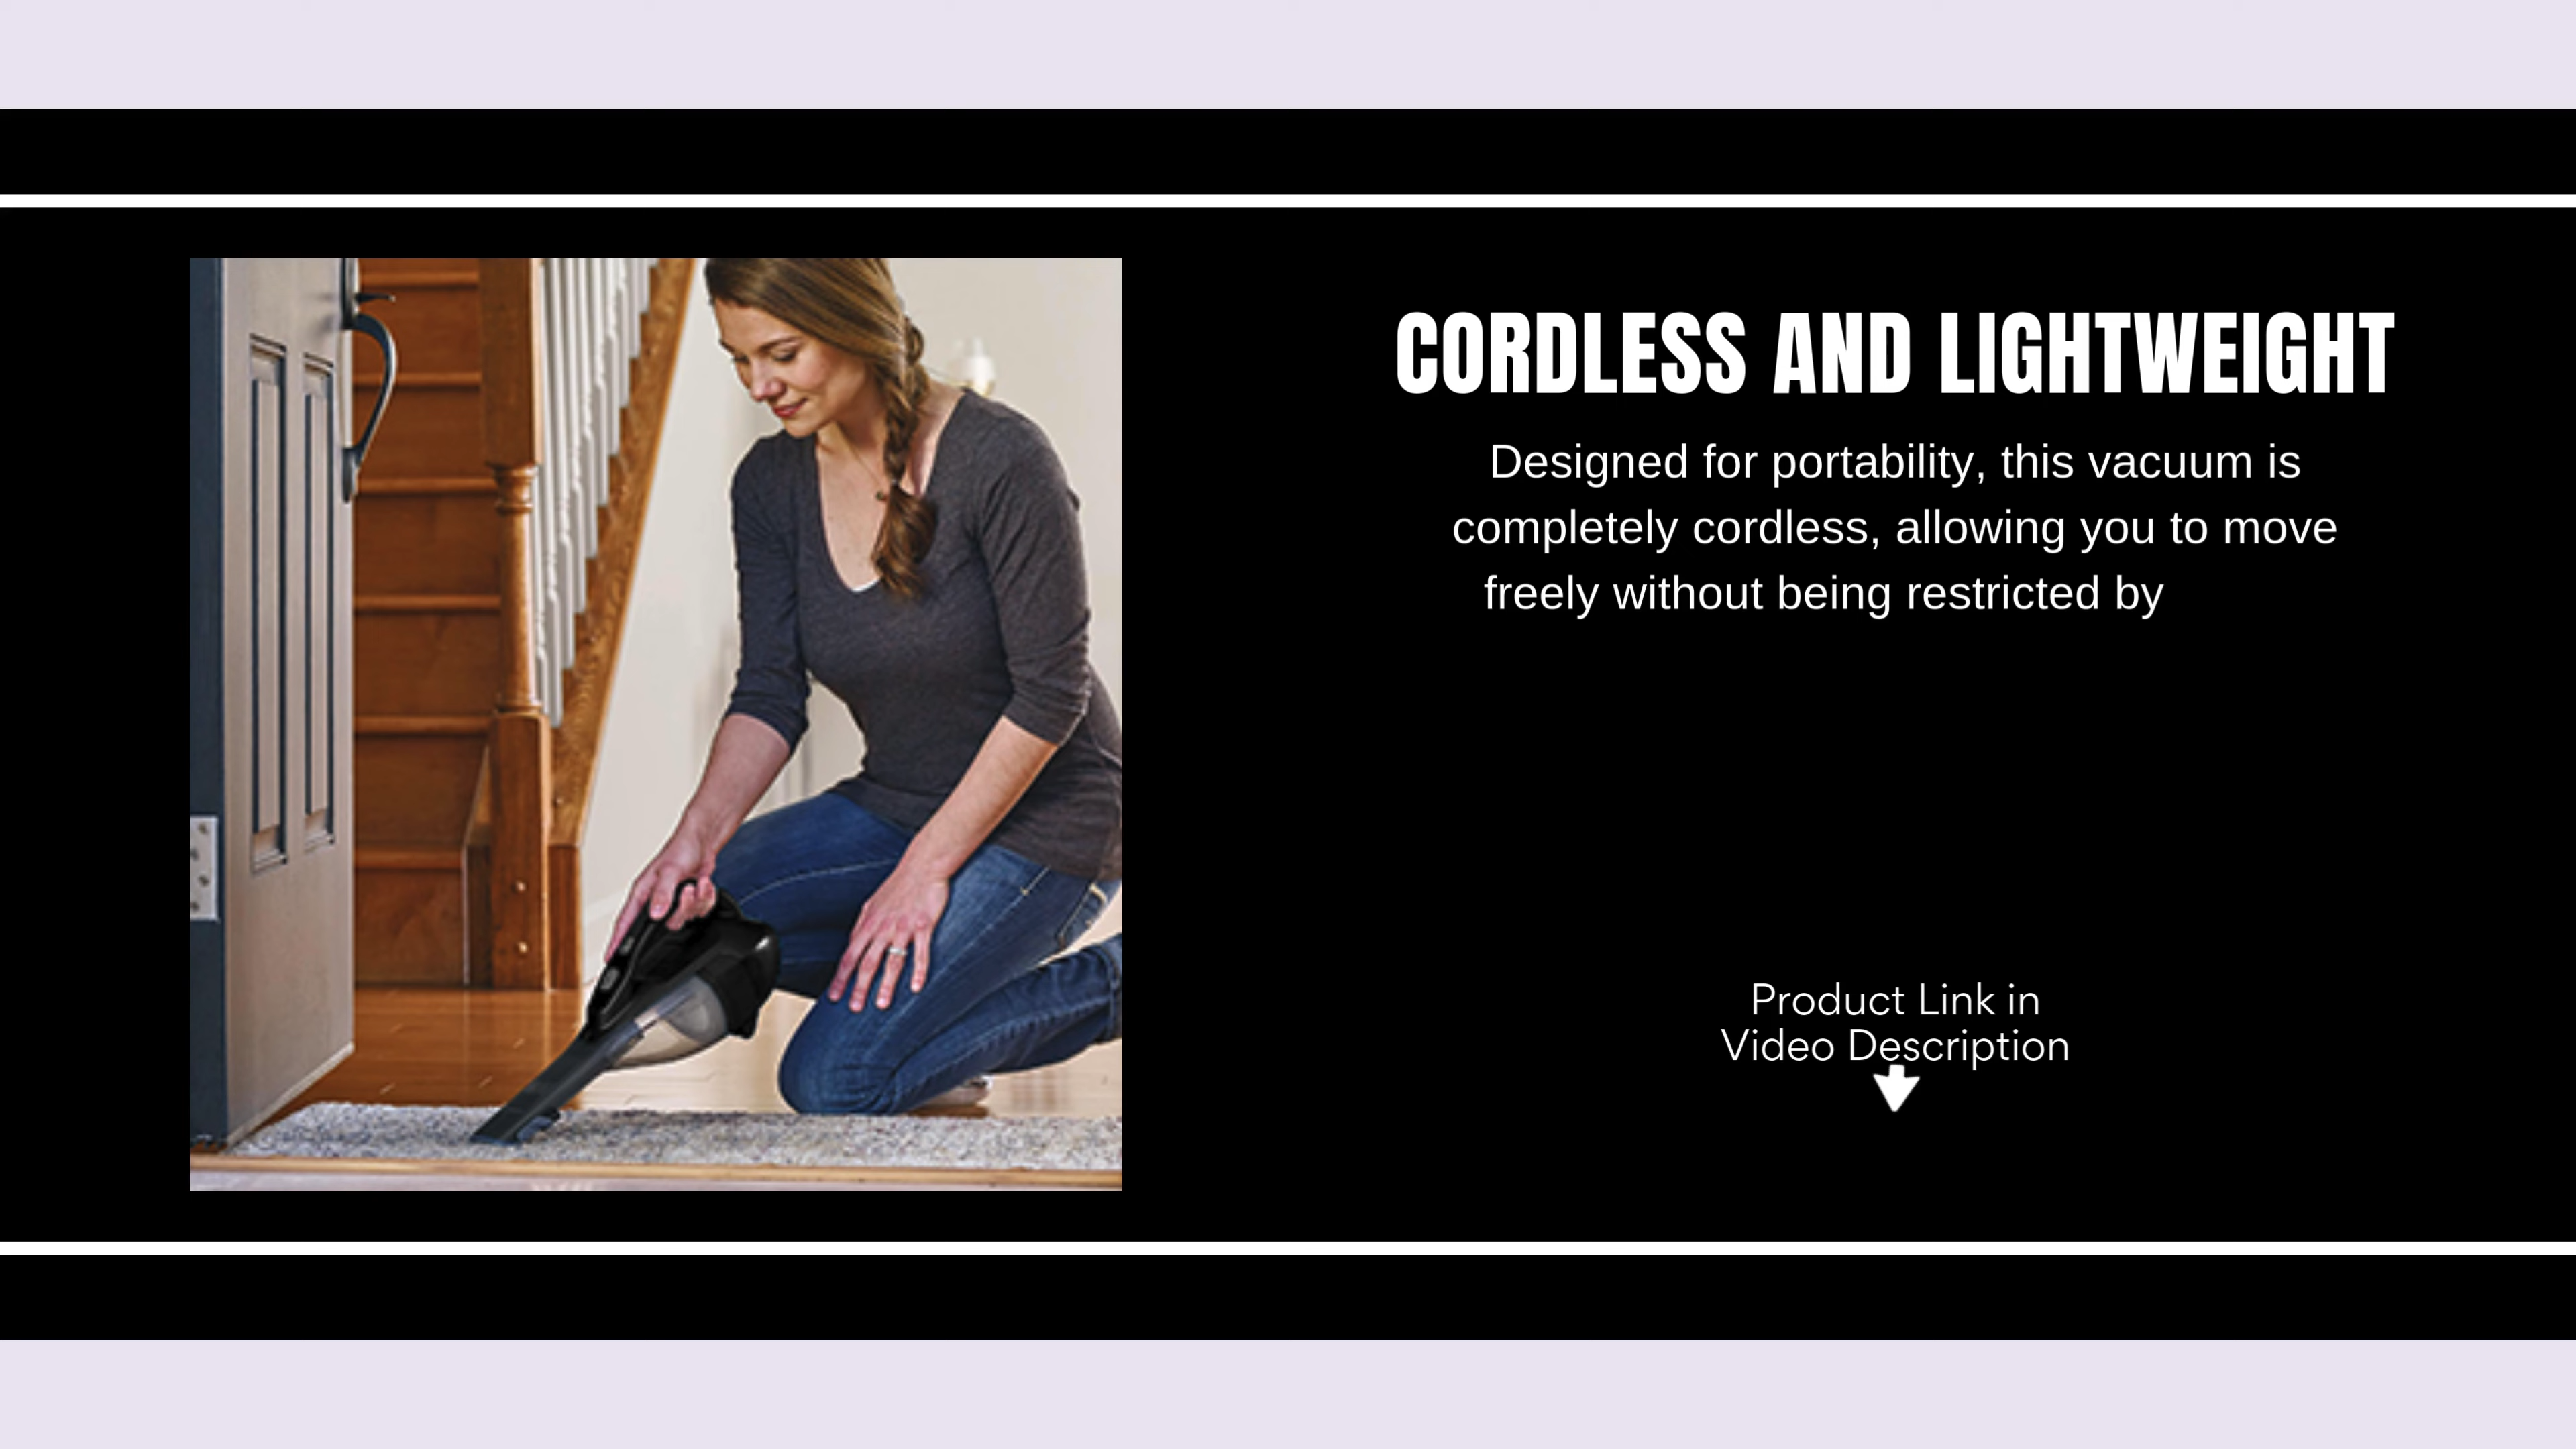 CORDLESS AND LIGHTWEIGHT
Designed for portability, this vacuum is
completely cordless, allowing you to move
freely without being restricted by
Product Link in
Video Description